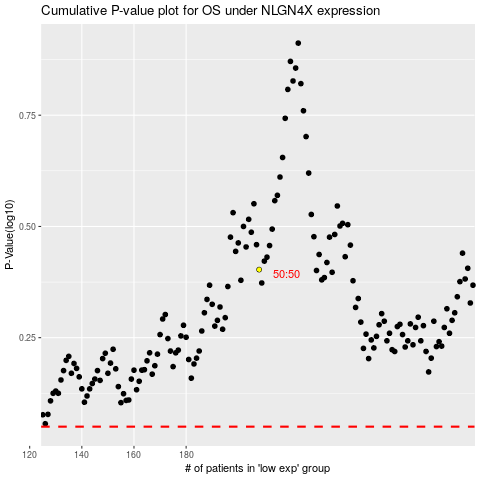 Cumulative P-value plot for OS under NLGN4X expression
P-Value(log10)
0.75
0.50
0.25
50:50
120 140 160 180
# of patients in 'low exp' group